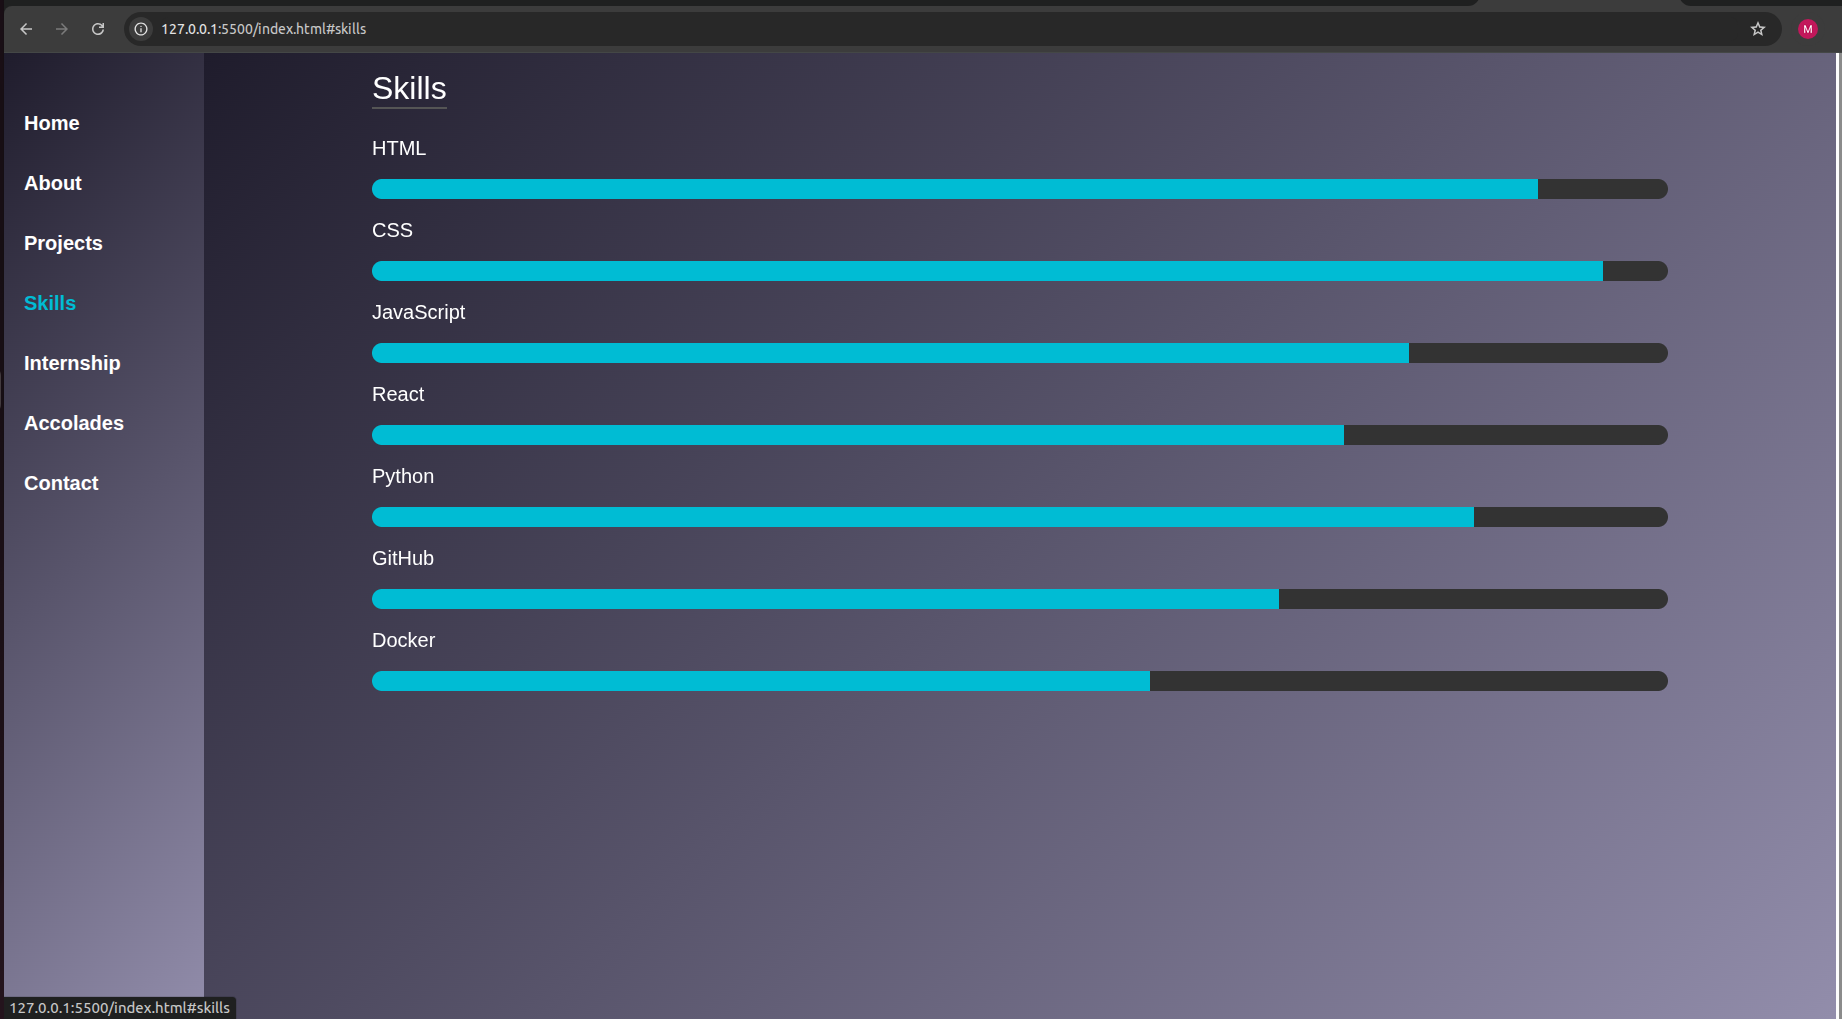 127.0.0.1:5500/index.html#skills
M
Home
About
Projects
Skills
Internship
Accolades
Contact
Skills
HTML
CSS
JavaScript
React
Python
GitHub
Docker
127.0.0.1:5500/index.html#skills